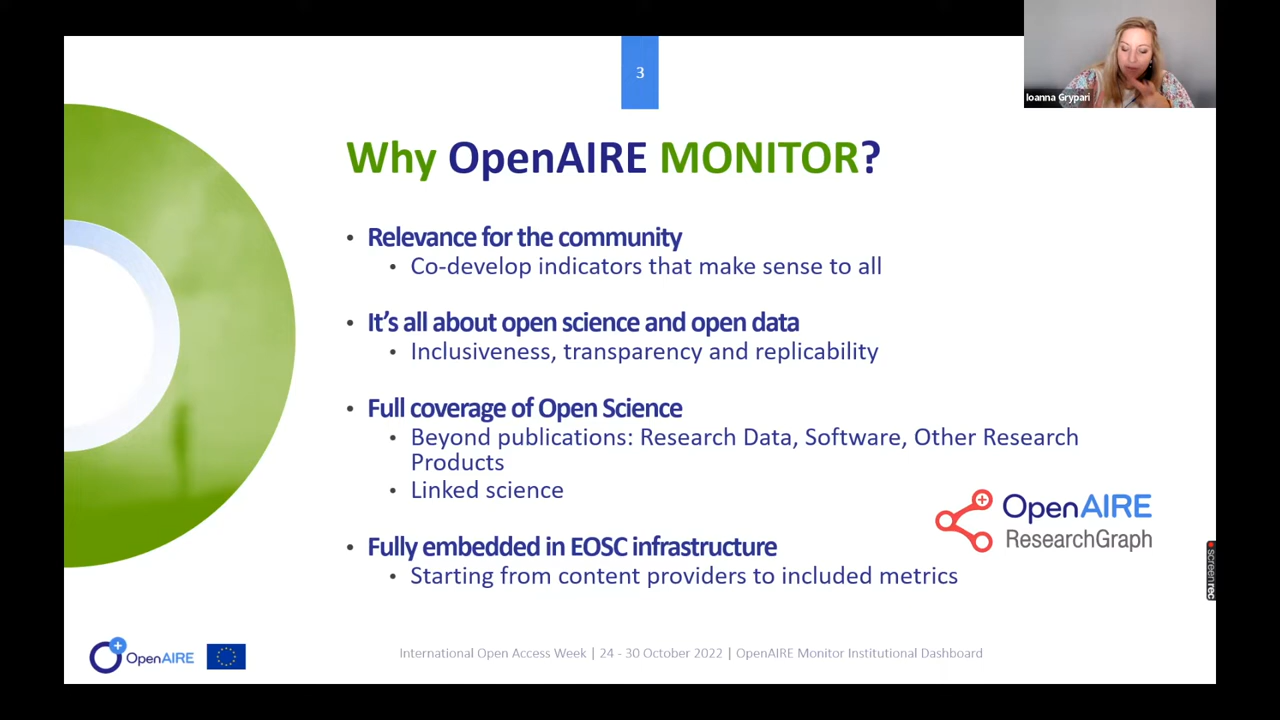 3
Ioanna Grypari
Why OpenAIRE MONITOR?
• Relevance for the community
• Co-develop indicators that make sense to all
• It's all about open science and open data
• Inclusiveness, transparency and replicability
• Full coverage of Open Science
• Beyond publications: Research Data, Software, Other Research
Products
• Linked science
OpenAIRE
ResearchGraph
• Fully embedded in EOSC infrastructure
• Starting from content providers to included metrics
screenrec
OpenAIRE
International Open Access Week | 24 - 30 October 2022 | OpenAIRE Monitor Institutional Dashboard